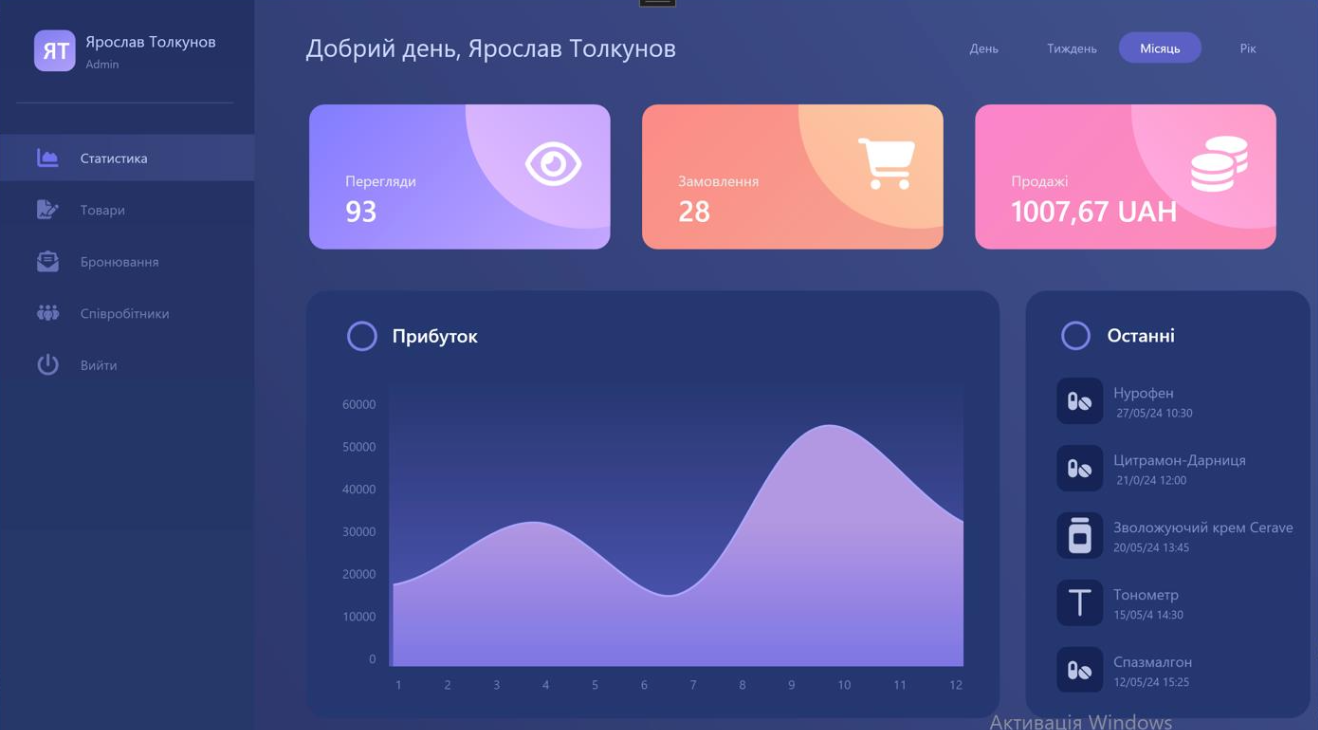 ЯТ
Ярослав Толкунов
Admin
Статистика
Товари
Бронювання
Співробітники
Вийти
Добрий день, Ярослав Толкунов
День
Тиждень
Місяць
Рік
Перегляди
93
Замовлення
28
Продажі
1007,67 UAH
Прибуток
60000
50000
40000
30000
20000
10000
0
1 2 3 4 5 6 7 8 9 10 11 12
Останні
Нурофен
27/05/24 10:30
Цитрамон-Дарниця
21/0/24 12:00
Зволожуючий крем Cerave
20/05/24 13:45
Тонометр
15/05/4 14:30
Спазмалгон
12/05/24 15:25
Активація Windows